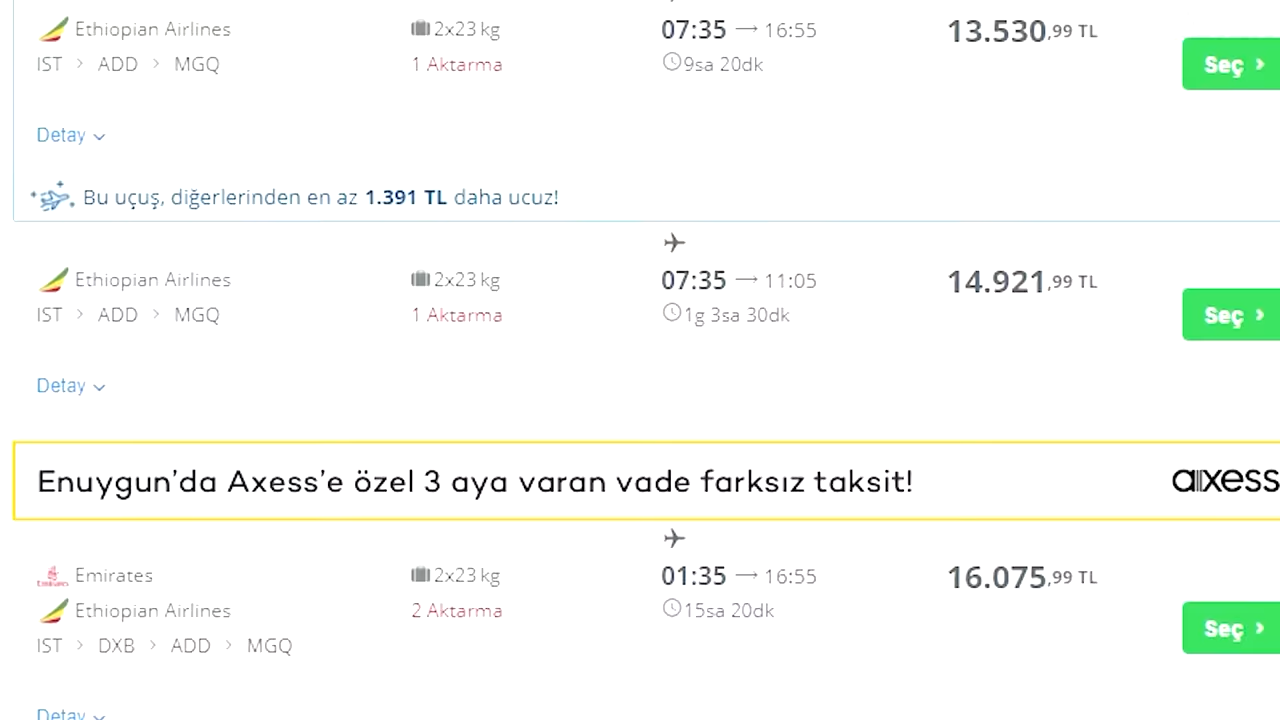 Ethiopian Airlines 2x23 kg 07:35 → 16:55 13.530,99 TL
IST > ADD > MGQ 1 Aktarma 9sa 20dk Seç >
Detay
Bu uçuş, diğerlerinden en az 1.391 TL daha ucuz!
Ethiopian Airlines 2x23 kg 07:35 → 11:05 14.921,99 TL
IST > ADD > MGQ 1 Aktarma 1g 3sa 30dk Seç >
Detay
Enuygun’da Axess’e özel 3 aya varan vade farksız taksit! axess
Emirates 2x23 kg 01:35 → 16:55 16.075,99 TL
Ethiopian Airlines 2 Aktarma 15sa 20dk Seç >
IST > DXB > ADD > MGQ
Detay